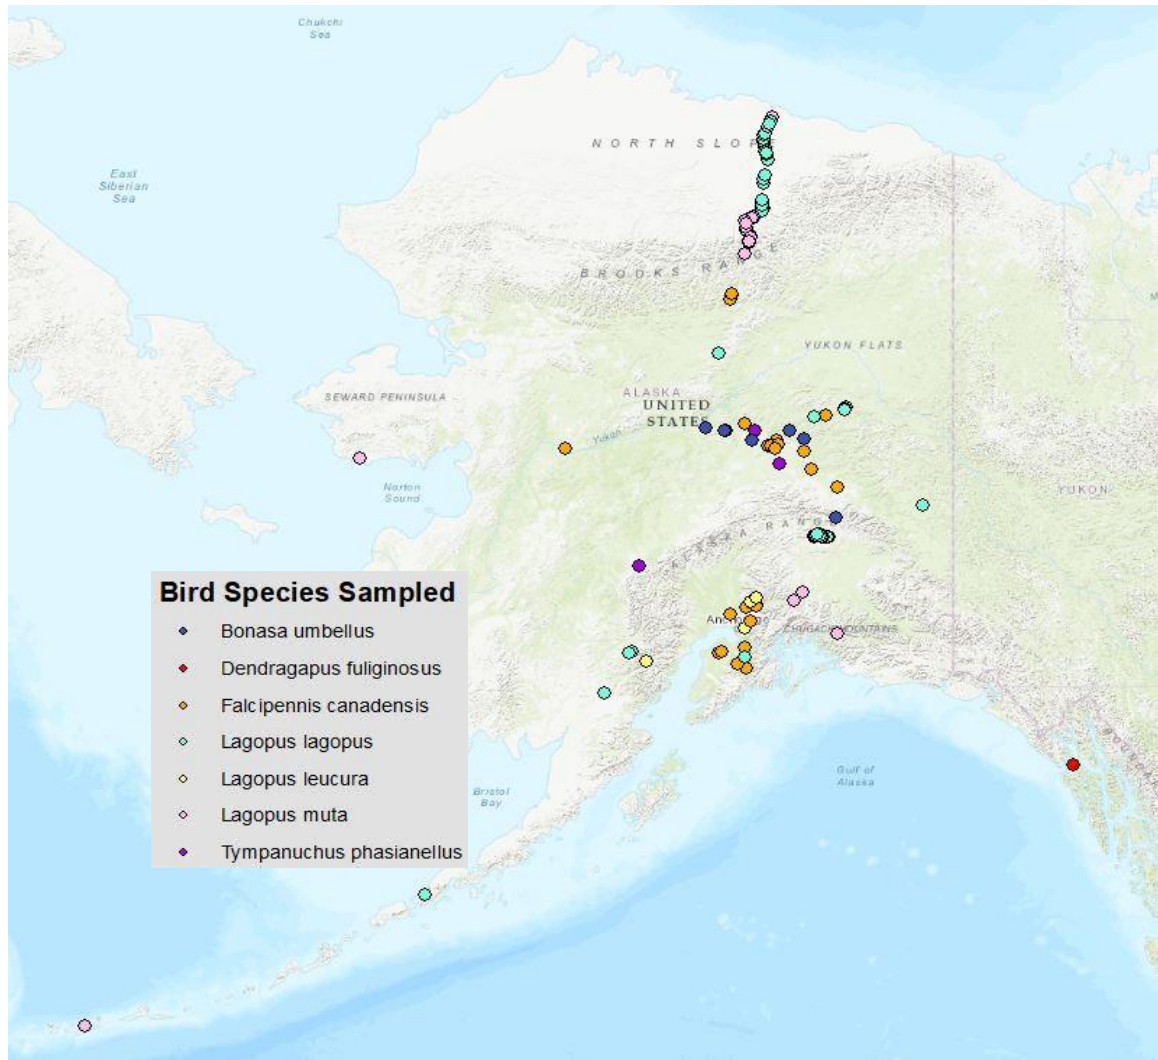 Chukchi
Sea
NORTH SLOPE
East
Siberian
Sea
BROOKS RANGE
YUKON FLATS
ALASKA
SEWARD PENINSULA
UNITED
STATES
Yukon
Norton
Sound
YUKON
ALASKA RANGE
Bird Species Sampled
Bonasa umbellus
Dendragapus fuliginosus
Falcipennis canadensis
Lagopus lagopus
Lagopus leucura
Lagopus muta
Tympanuchus phasianellus
CHUGACH MOUNTAINS
Gulf of
Alaska
Bristol
Bay